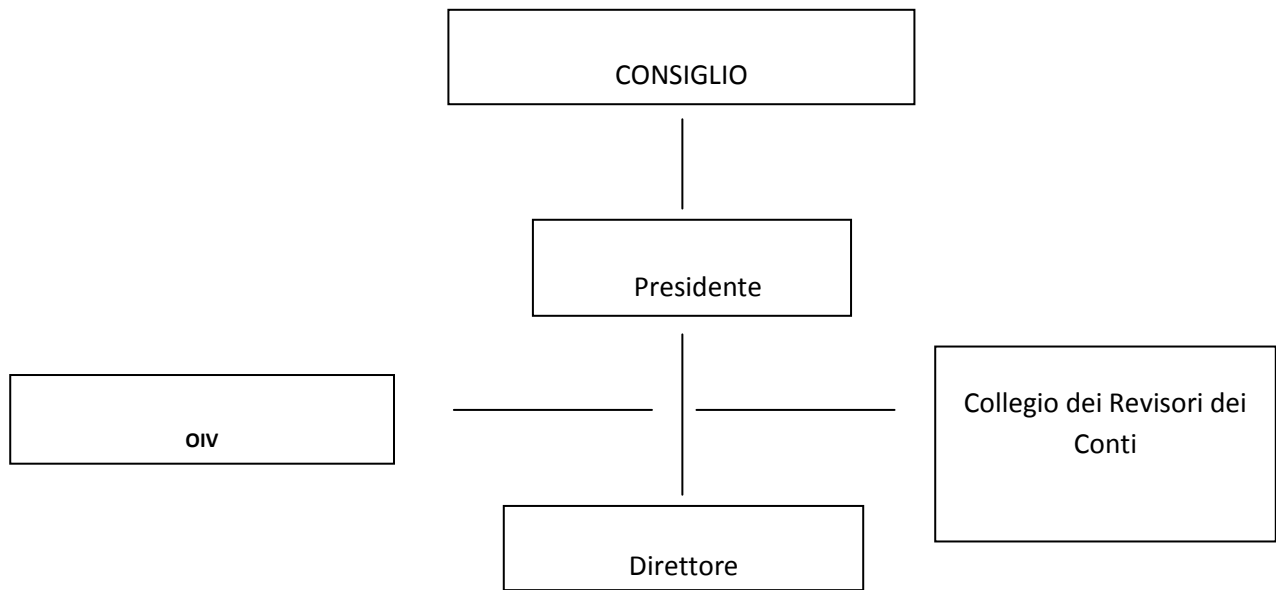 CONSIGLIO
Presidente
OIV
Collegio dei Revisori dei
Conti
Direttore